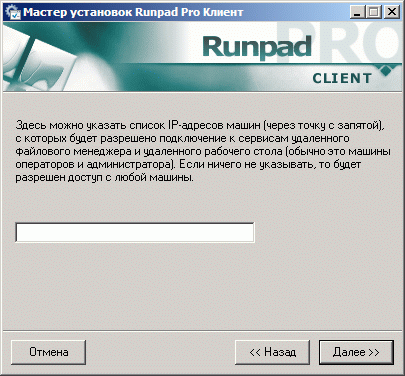 Мастер установок Runpad Pro Клиент
PRO
Runpad
CLIENT
Здесь можно указать список IP-адресов машин (через точку с запятой),
с которых будет разрешено подключение к сервисам удаленного
файлового менеджера и удаленного рабочего стола (обычно это машины
операторов и администратора). Если ничего не указывать, то будет
разрешен доступ с любой машины.
Отмена
<< Назад
Далее >>